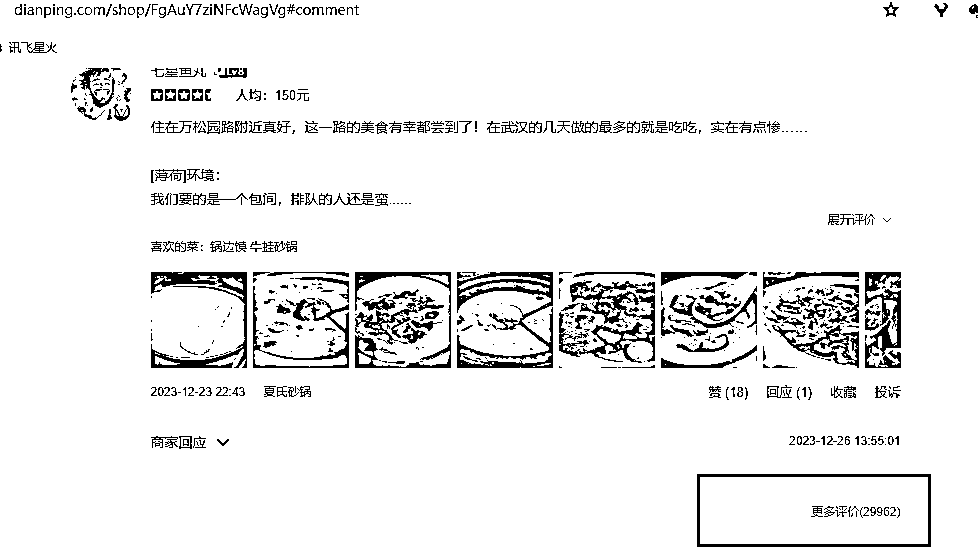 dianping.com/shop/FgAuY7ziNFcWagVg#comment
讯飞星火
七星鱼丸 Lv8
人均：150元
住在万松园路附近真好，这一路的美食有幸都尝到了！在武汉的几天做的最多的就是吃吃，实在有点惨……
[薄荷]环境：
我们要的是一个包间，排队的人还是蛮......
展开评价
喜欢的菜：锅边馍 牛蛙砂锅
2023-12-23 22:43 夏氏砂锅 赞 (18) 回应 (1) 收藏 投诉
商家回应 2023-12-26 13:55:01
更多评价(29962)